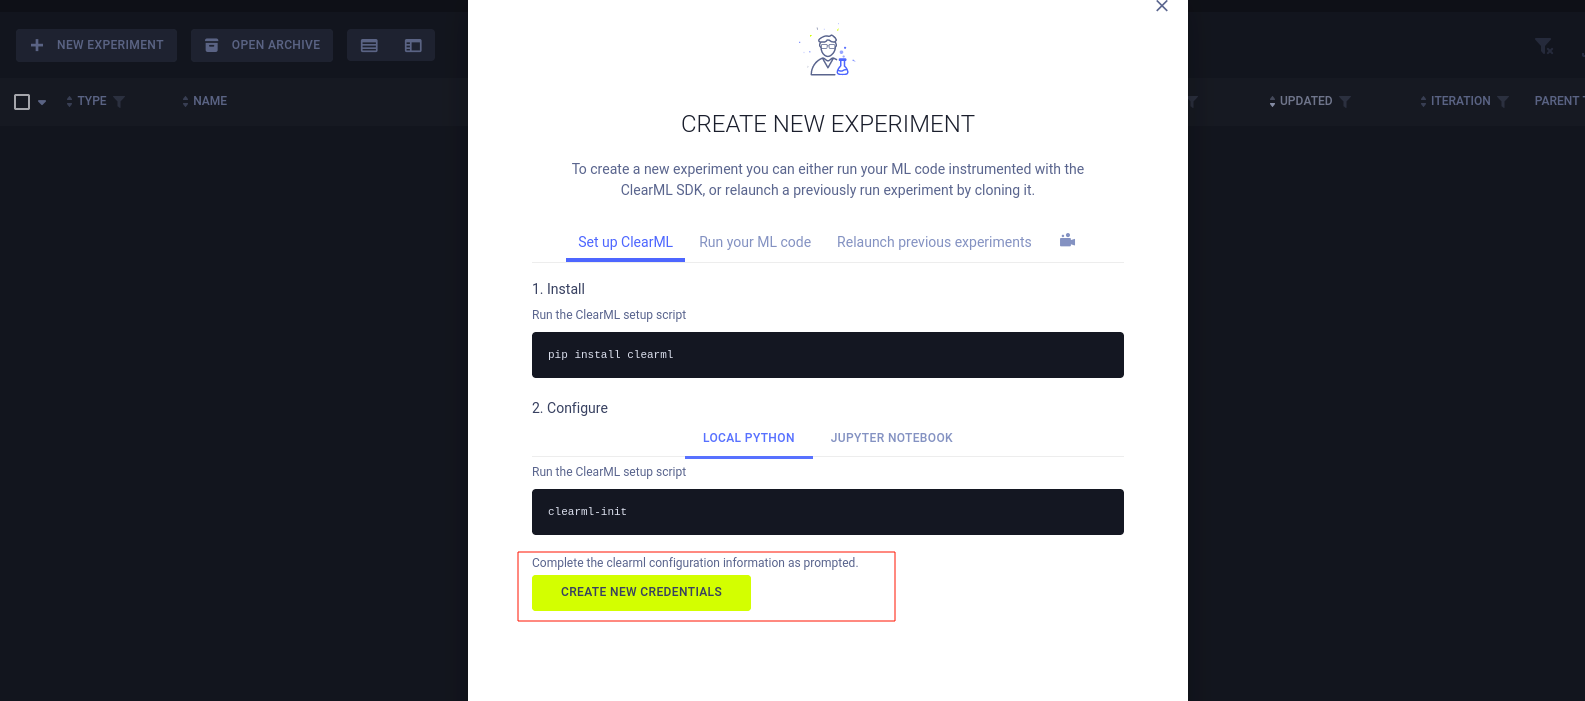 NEW EXPERIMENT
OPEN ARCHIVE
TYPE
NAME
UPDATED
ITERATION
PARENT
CREATE NEW EXPERIMENT
To create a new experiment you can either run your ML code instrumented with the
ClearML SDK, or relaunch a previously run experiment by cloning it.
Set up ClearML
Run your ML code
Relaunch previous experiments
1. Install
Run the ClearML setup script
pip install clearml
2. Configure
LOCAL PYTHON
JUPYTER NOTEBOOK
Run the ClearML setup script
clearml-init
Complete the clearml configuration information as prompted.
CREATE NEW CREDENTIALS